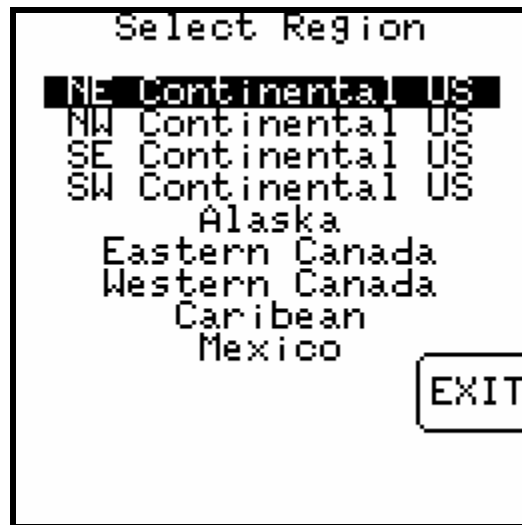 Select Region
NE Continental US
NW Continental US
SE Continental US
SW Continental US
Alaska
Eastern Canada
Western Canada
Caribean
Mexico
EXIT